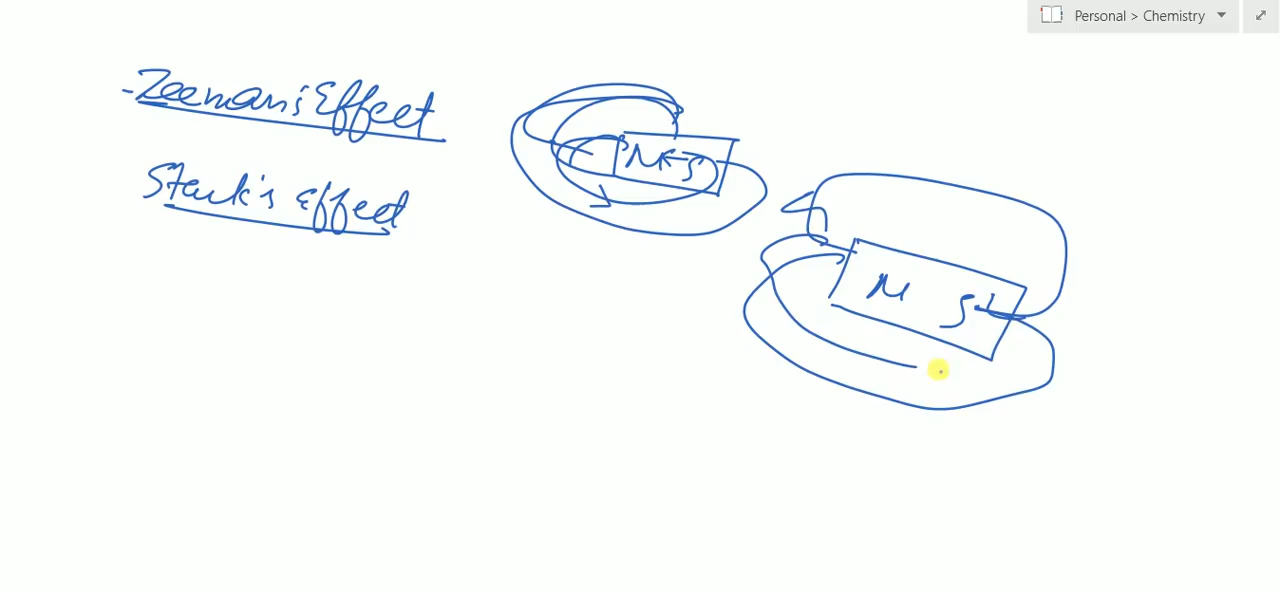 Personal > Chemistry
-Zeeman's Effect
Stark's Effect
N S
N S